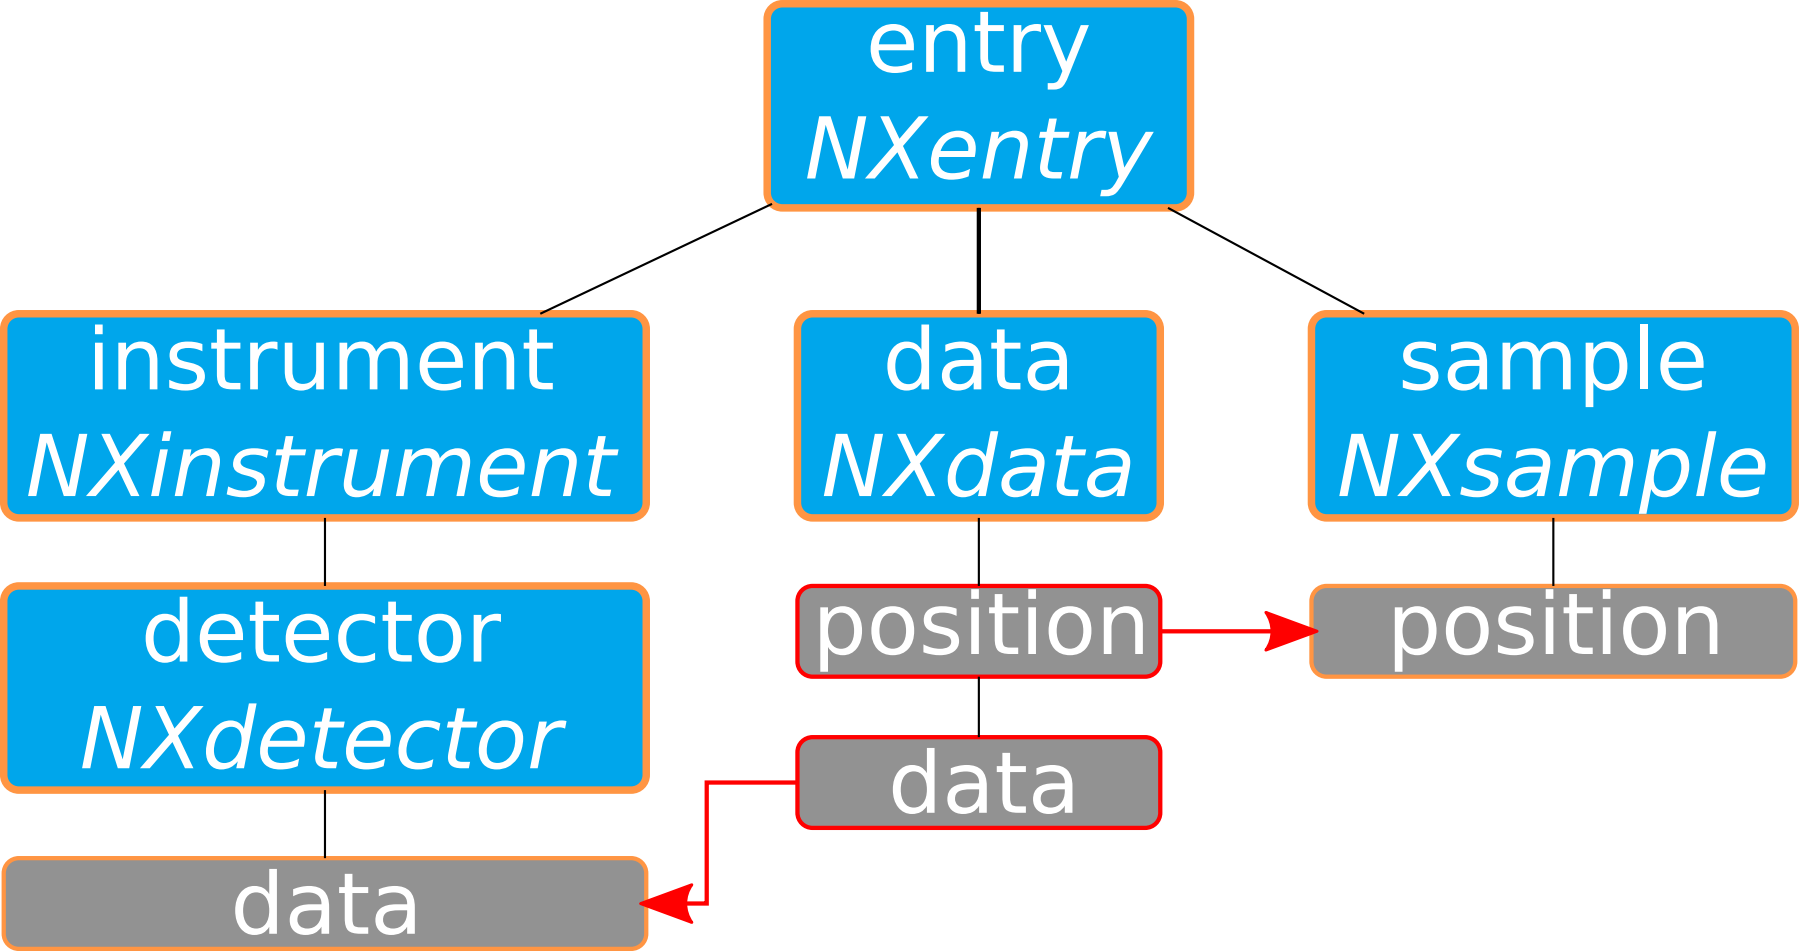 entry
NXentry
instrument
NXinstrument
data
NXdata
sample
NXsample
detector
NXdetector
position
position
data
data